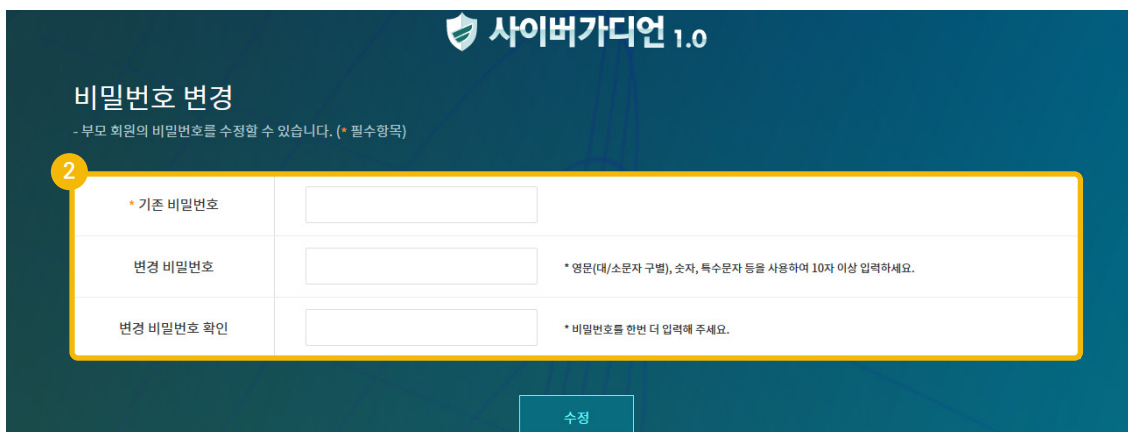 사이버가디언 1.0
비밀번호 변경
- 부모 회원의 비밀번호를 수정할 수 있습니다. (* 필수항목)
2
* 기존 비밀번호
변경 비밀번호
* 영문(대/소문자 구별), 숫자, 특수문자 등을 사용하여 10자 이상 입력하세요.
변경 비밀번호 확인
* 비밀번호를 한번 더 입력해 주세요.
수정